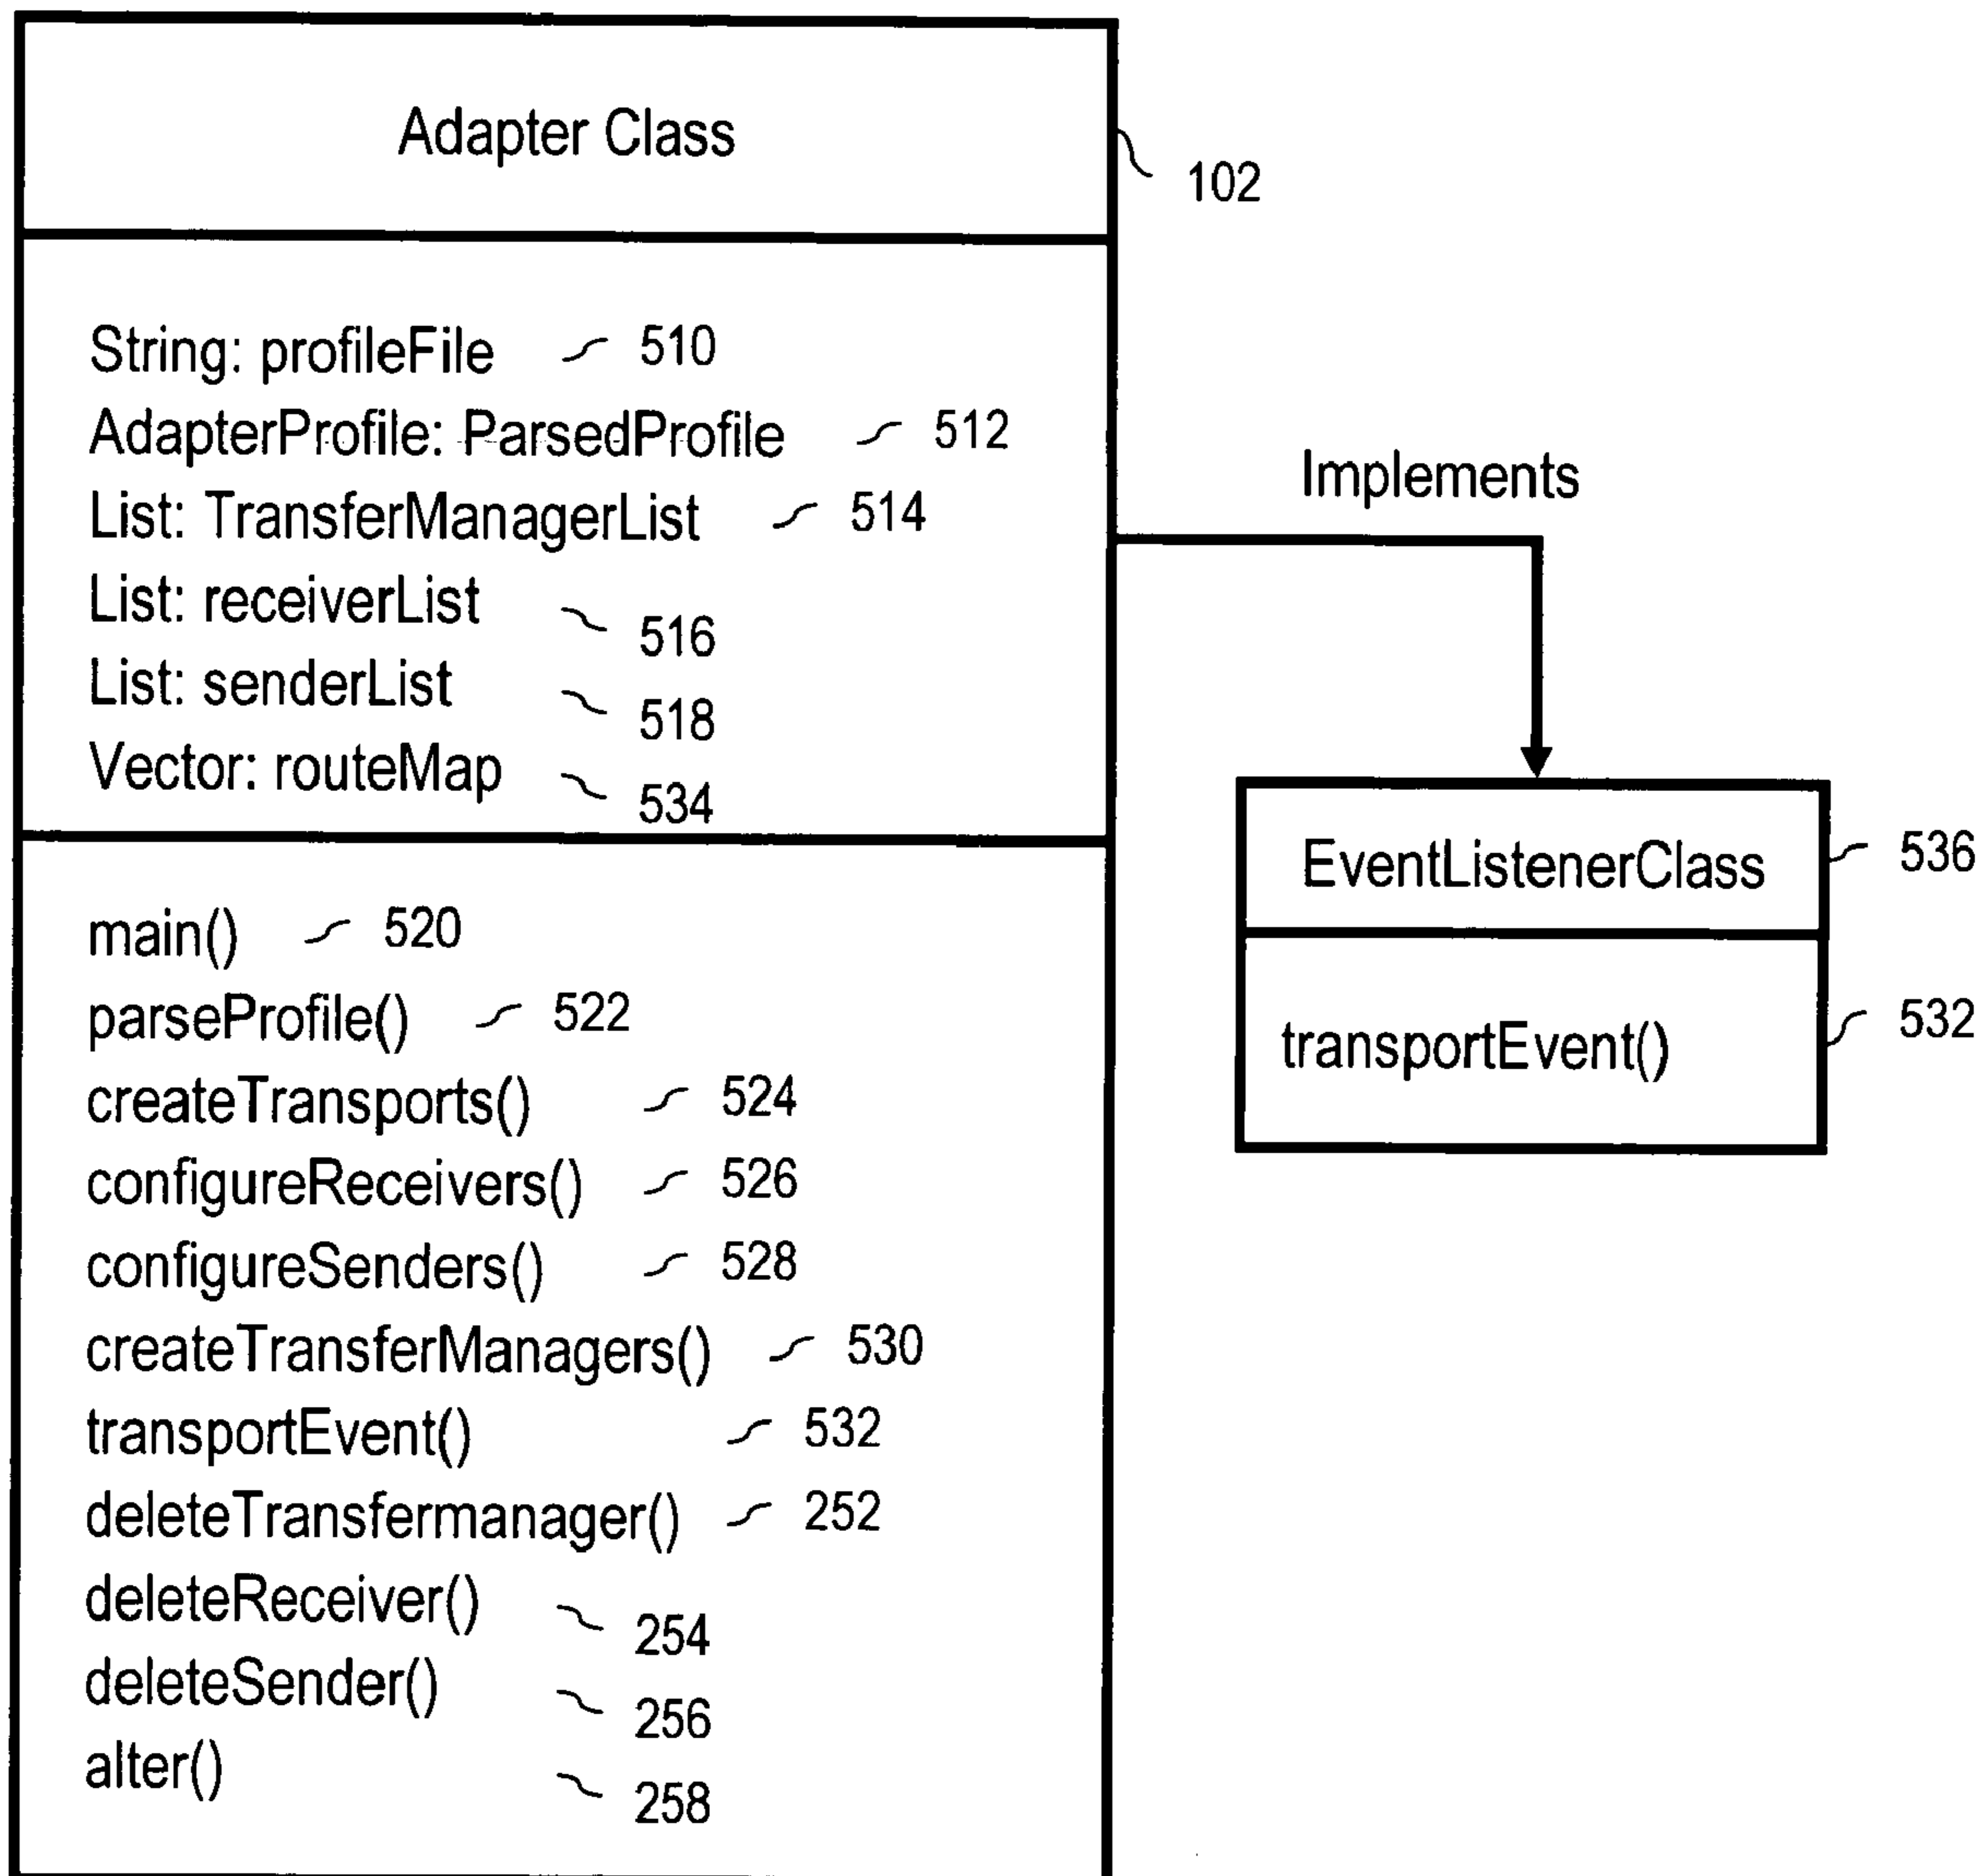 Adapter Class
102
String: profileFile 510
AdapterProfile: ParsedProfile 512
List: TransferManagerList 514
List: receiverList 516
List: senderList 518
Vector: routeMap 534
main() 520
parseProfile() 522
createTransports() 524
configureReceivers() 526
configureSenders() 528
createTransferManagers() 530
transportEvent() 532
deleteTransfermanager() 252
deleteReceiver() 254
deleteSender() 256
alter() 258
Implements
EventListenerClass 536
transportEvent() 532